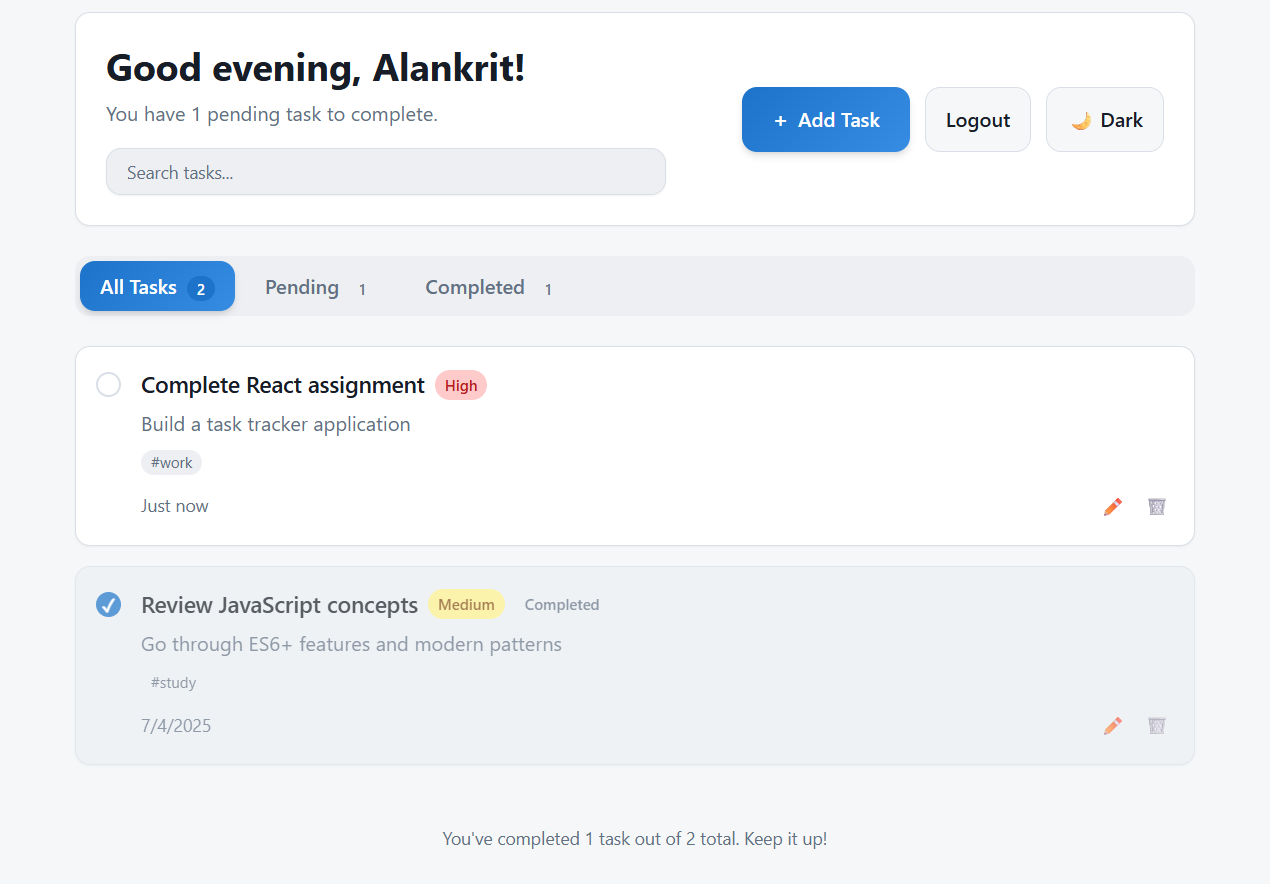 Good evening, Alankrit!
You have 1 pending task to complete.
Search tasks...
+ Add Task
Logout
🌙 Dark
All Tasks 2
Pending 1
Completed 1
Complete React assignment High
Build a task tracker application
#work
Just now
Review JavaScript concepts Medium Completed
Go through ES6+ features and modern patterns
#study
7/4/2025
You've completed 1 task out of 2 total. Keep it up!